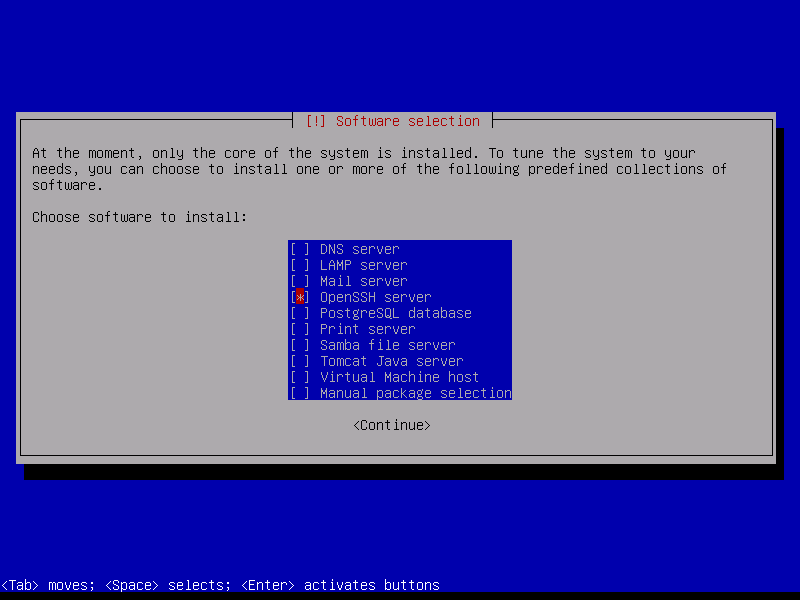 [!] Software selection
At the moment, only the core of the system is installed. To tune the system to your
needs, you can choose to install one or more of the following predefined collections of
software.
Choose software to install:
[ ] DNS server
[ ] LAMP server
[ ] Mail server
[*] OpenSSH server
[ ] PostgreSQL database
[ ] Print server
[ ] Samba file server
[ ] Tomcat Java server
[ ] Virtual Machine host
[ ] Manual package selection
<Continue>
<Tab> moves; <Space> selects; <Enter> activates buttons